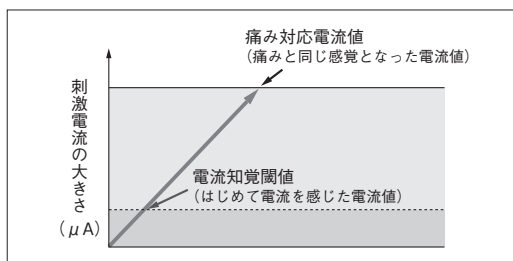 痛み対応電流値
(痛みと同じ感覚となった電流値)
刺激電流の大きさ
(μA)
電流知覚閾値
(はじめて電流を感じた電流値)